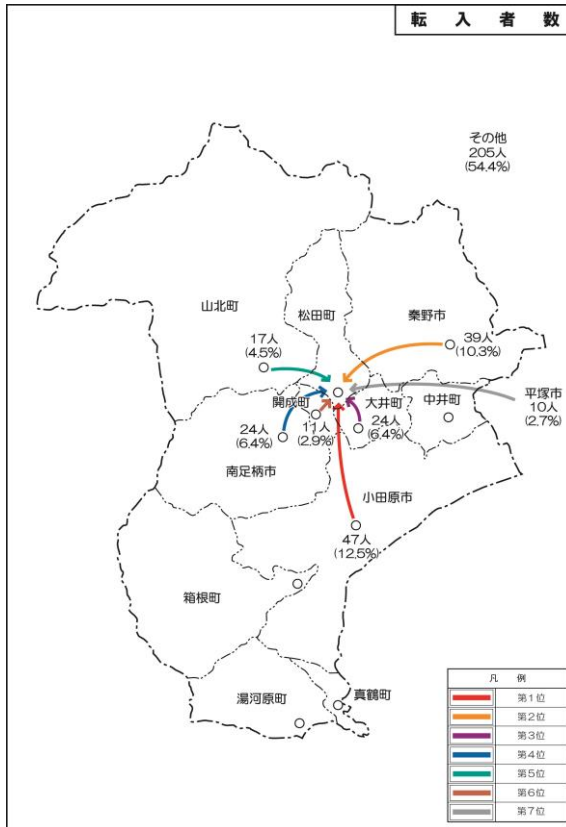 転入者数
その他
205人
(54.4%)
山北町
松田町
秦野市
17人
(4.5%)
39人
(10.3%)
開成町
大井町
中井町
平塚市
10人
(2.7%)
24人
(6.4%)
11人
(2.9%)
24人
(6.4%)
南足柄市
小田原市
47人
(12.5%)
箱根町
湯河原町
真鶴町
凡例
第1位
第2位
第3位
第4位
第5位
第6位
第7位